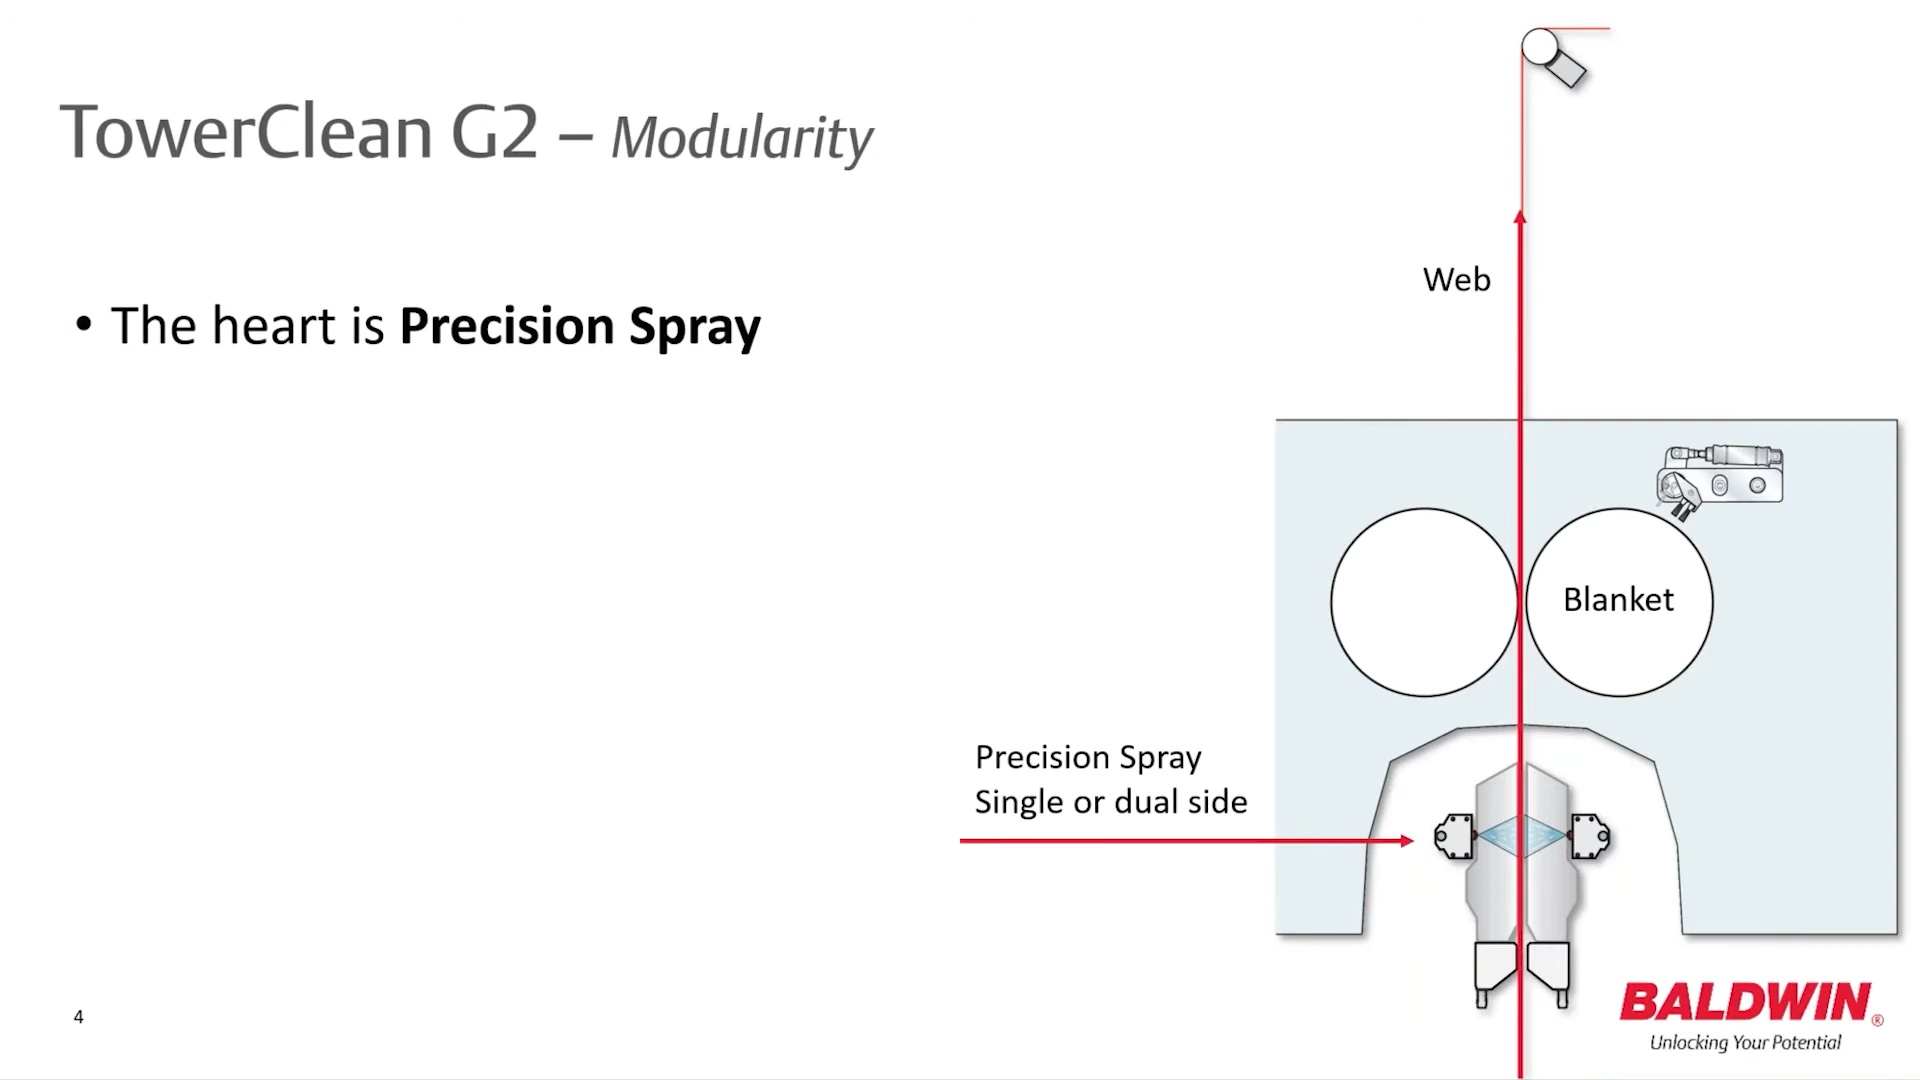 TowerClean G2 – Modularity
• The heart is Precision Spray
Web
Blanket
Precision Spray
Single or dual side
4
BALDWIN®
Unlocking Your Potential